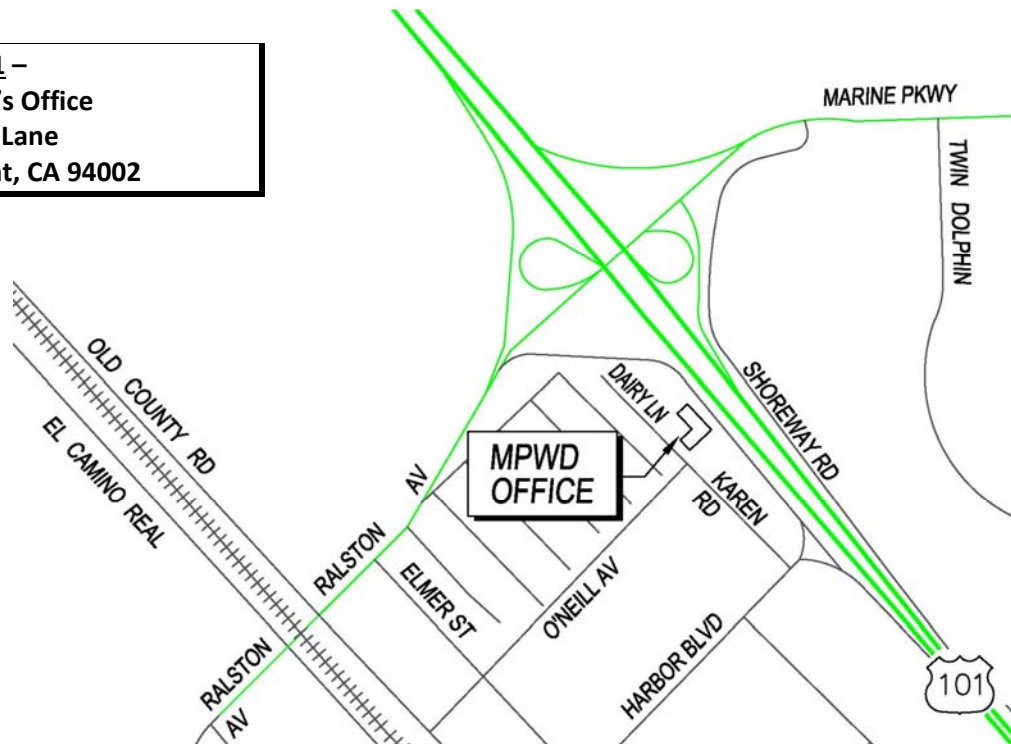 –
's Office
Lane
CA 94002
MARINE PKWY
TWIN DOLPHIN
OLD COUNTY RD
EL CAMINO REAL
DAIRY LN
SHOREWAY RD
MPWD
OFFICE
KAREN
RD
RALSTON
AV
ELMER ST
O'NEILL AV
HARBOR BLVD
RALSTON
AV
101